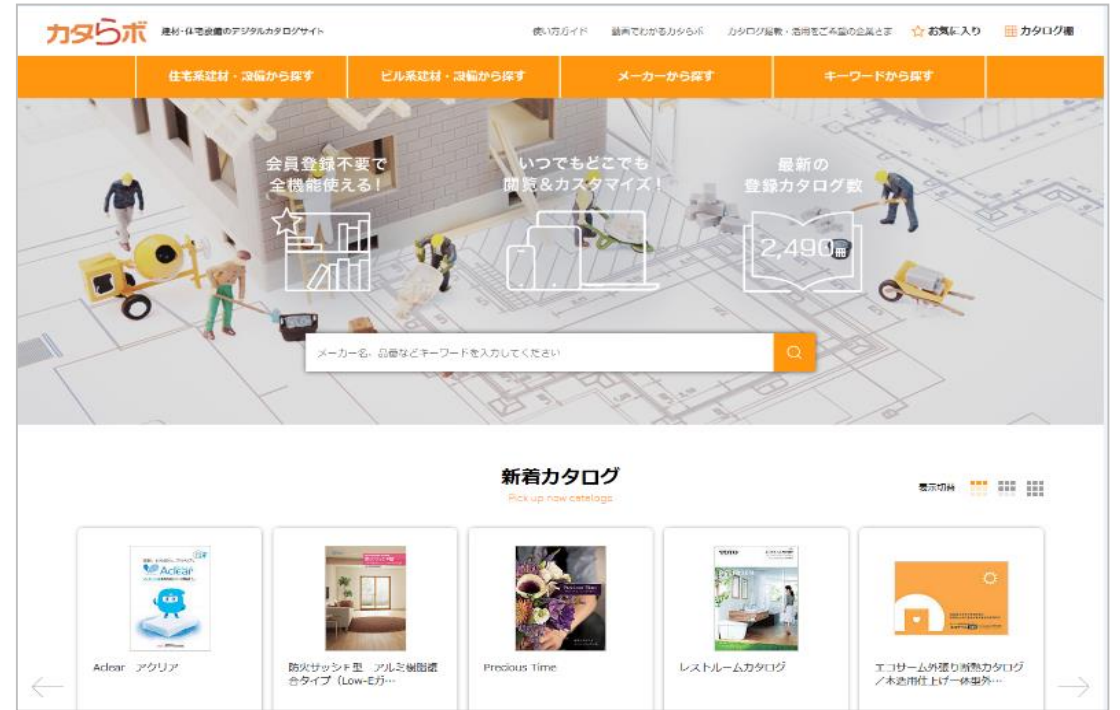 カタらボ
建材・住宅設備のデジタルカタログサイト
使い方ガイド
動画でわかるカタらボ
カタログ掲載・活用をご希望の企業さま
お気に入り
カタログ棚
住宅系建材・設備から探す
ビル系建材・設備から探す
メーカーから探す
キーワードから探す
会員登録不要で
全機能使える！
いつでもどこでも
閲覧&カスタマイズ！
最新の
登録カタログ数
2,490冊
メーカー名、品番などキーワードを入力してください
新着カタログ
Pick up new catalogs
表示切替
Aclear
TOTO
Precious Time
Aclear アクリア
防火サッシF型 アルミ樹脂複
合タイプ（Low-Eガ…
Precious Time
レストルームカタログ
エコサーム外張り断熱カタログ
／木造用仕上げ一体型外…